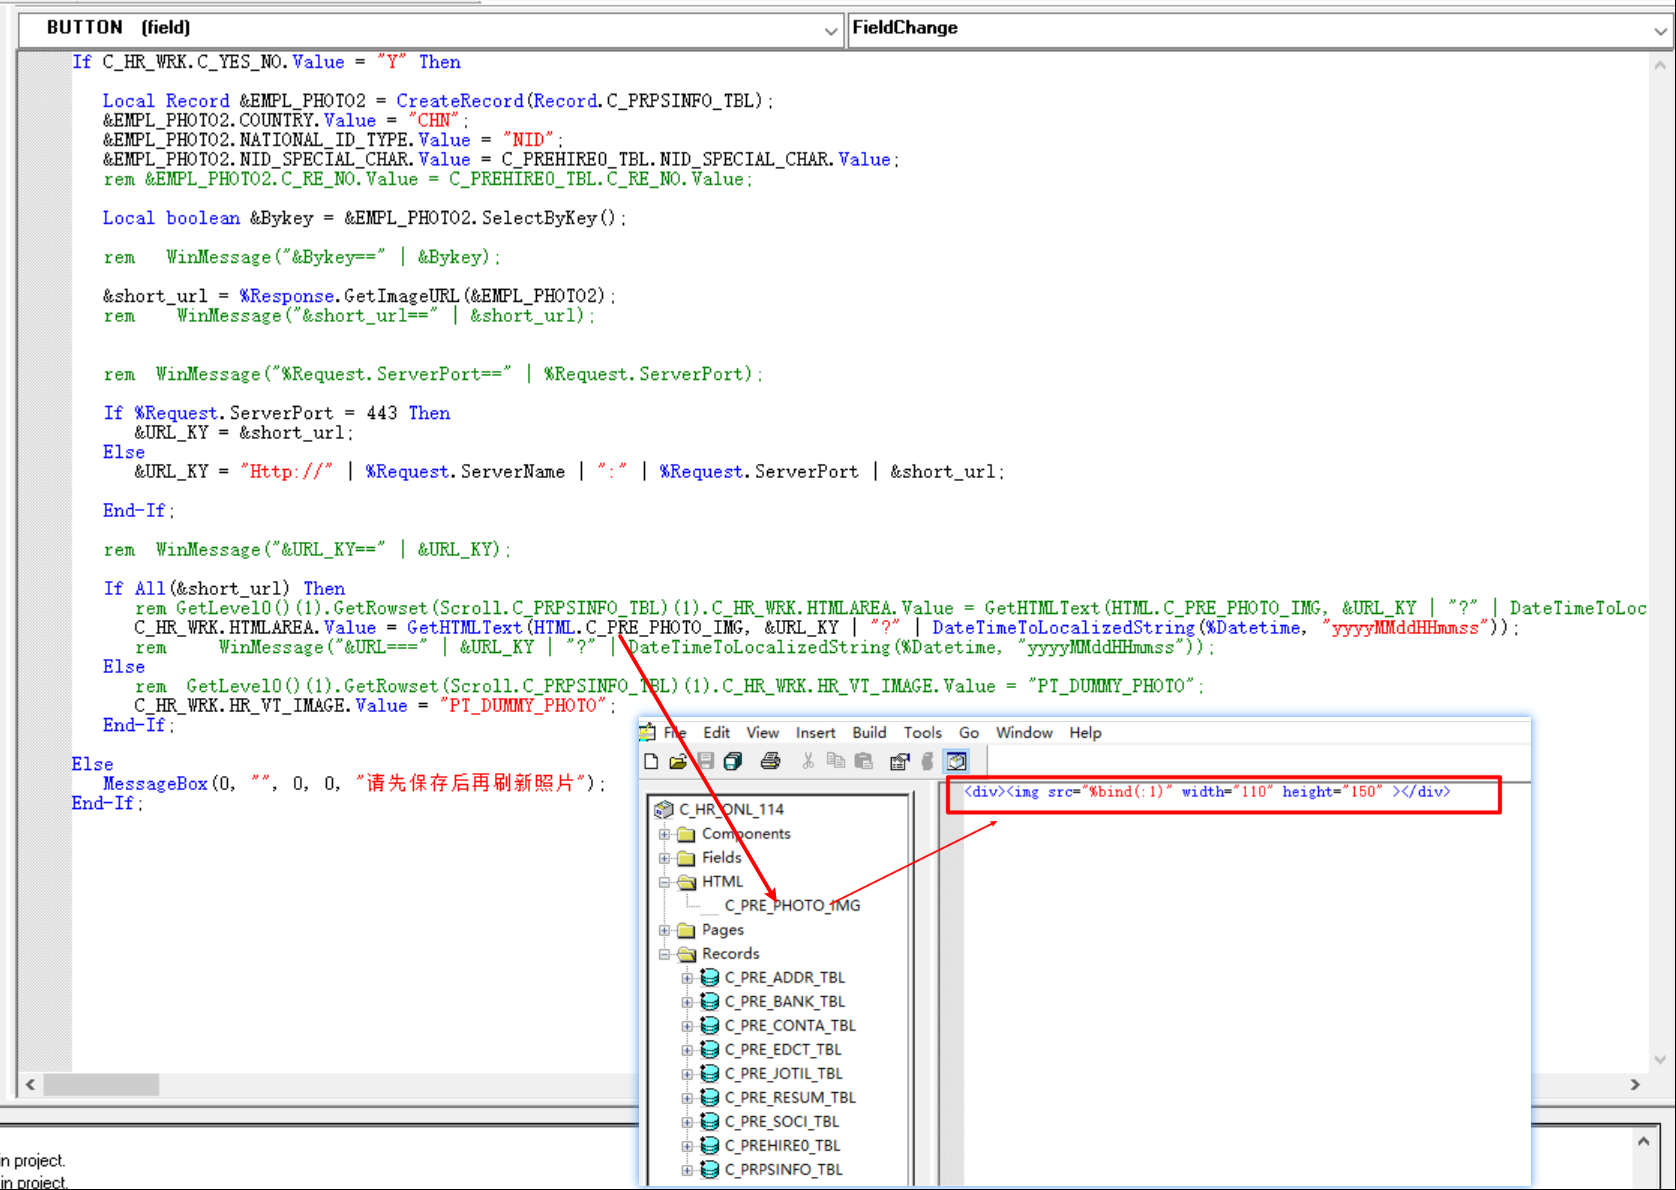 BUTTON (field)
FieldChange
If C_HR_WRK.C_YES_NO.Value = "Y" Then
Local Record &EMPL_PHOTO2 = CreateRecord(Record.C_PRPSINFO_TBL);
&EMPL_PHOTO2.COUNTRY.Value = "CHN";
&EMPL_PHOTO2.NATIONAL_ID_TYPE.Value = "NID";
&EMPL_PHOTO2.NID_SPECIAL_CHAR.Value = C_PREHIRE0_TBL.NID_SPECIAL_CHAR.Value;
rem &EMPL_PHOTO2.C_RE_NO.Value = C_PREHIRE0_TBL.C_RE_NO.Value;
Local boolean &Bykey = &EMPL_PHOTO2.SelectByKey();
rem WinMessage("&Bykey==" | &Bykey);
&short_url = %Response.GetImageURL(&EMPL_PHOTO2);
rem WinMessage("&short_url==" | &short_url);
rem WinMessage("%Request.ServerPort==" | %Request.ServerPort);
If %Request.ServerPort = 443 Then
&URL_KY = &short_url;
Else
&URL_KY = "Http://" | %Request.ServerName | ":" | %Request.ServerPort | &short_url;
End-If;
rem WinMessage("&URL_KY==" | &URL_KY);
If All(&short_url) Then
rem GetLevel0()(1).GetRowset(Scroll.C_PRPSINFO_TBL)(1).C_HR_WRK.HTMLAREA.Value = GetHTMLText(HTML.C_PRE_PHOTO_IMG, &URL_KY | "?" | DateTimeToLoc
C_HR_WRK.HTMLAREA.Value = GetHTMLText(HTML.C_PRE_PHOTO_IMG, &URL_KY | "?" | DateTimeToLocalizedString(%Datetime, "yyyyMMddHHmmss"));
rem WinMessage("&URL===" | &URL_KY | "?" | DateTimeToLocalizedString(%Datetime, "yyyyMMddHHmmss"));
Else
rem GetLevel0()(1).GetRowset(Scroll.C_PRPSINFO_TBL)(1).C_HR_WRK.HR_VT_IMAGE.Value = "PT_DUMMY_PHOTO";
C_HR_WRK.HR_VT_IMAGE.Value = "PT_DUMMY_PHOTO";
End-If;
Else
MessageBox(0, "", 0, 0, "请先保存后再刷新照片");
End-If;
File Edit View Insert Build Tools Go Window Help
<div><img src="%bind(:1)" width="110" height="150" ></div>
C_HR_ONL_114
Components
Fields
HTML
C_PRE_PHOTO_IMG
Pages
Records
C_PRE_ADDR_TBL
C_PRE_BANK_TBL
C_PRE_CONTA_TBL
C_PRE_EDCT_TBL
C_PRE_JOTIL_TBL
C_PRE_RESUM_TBL
C_PRE_SOCI_TBL
C_PREHIRE0_TBL
C_PRPSINFO_TBL
in project.
in project.